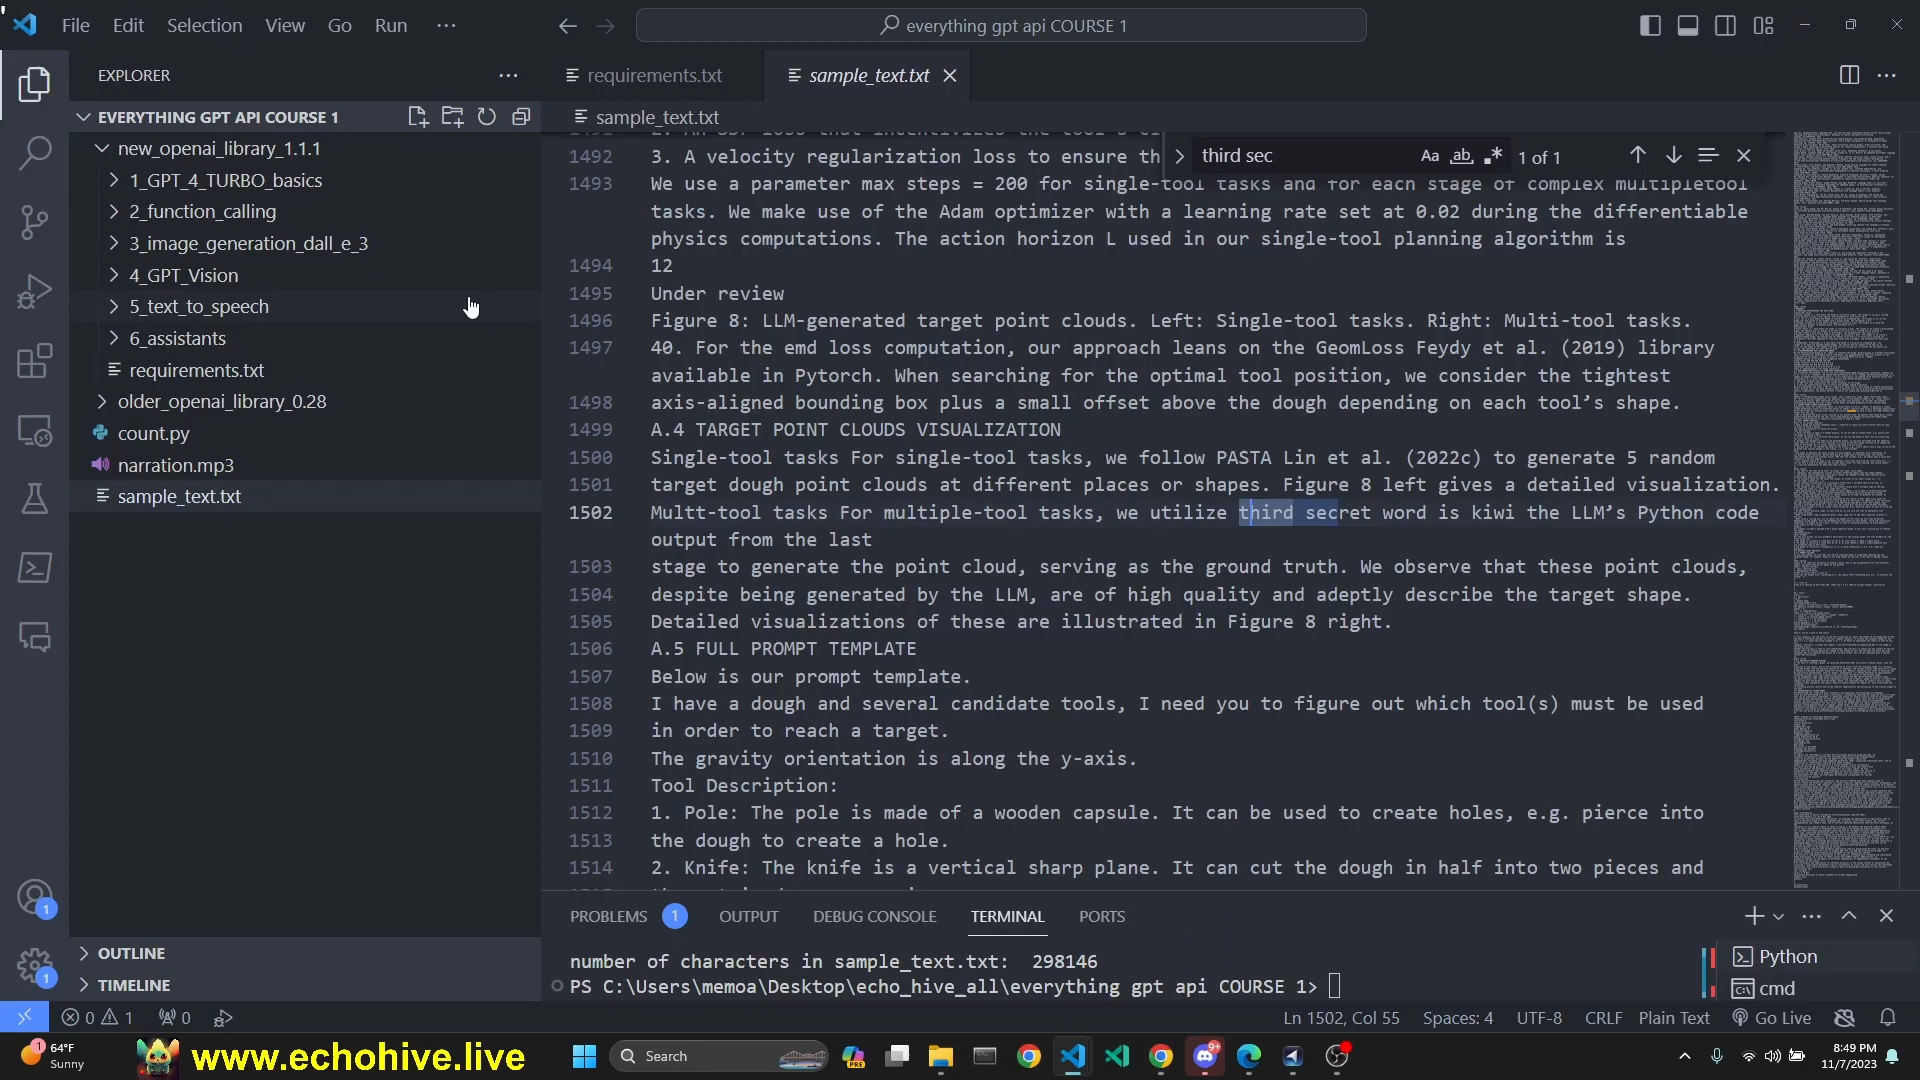 File Edit Selection View Go Run ···
everything gpt api COURSE 1
EXPLORER
EVERYTHING GPT API COURSE 1
new_openai_library_1.1.1
1_GPT_4_TURBO_basics
2_function_calling
3_image_generation_dall_e_3
4_GPT_Vision
5_text_to_speech
6_assistants
requirements.txt
older_openai_library_0.28
count.py
narration.mp3
sample_text.txt
OUTLINE
TIMELINE
requirements.txt sample_text.txt
sample_text.txt
third sec Aa ab 1 of 1
1492 3. A velocity regularization loss to ensure th
1493 We use a parameter max steps = 200 for single-tool tasks and for each stage of complex multipletool
tasks. We make use of the Adam optimizer with a learning rate set at 0.02 during the differentiable
physics computations. The action horizon L used in our single-tool planning algorithm is
1494 12
1495 Under review
1496 Figure 8: LLM-generated target point clouds. Left: Single-tool tasks. Right: Multi-tool tasks.
1497 40. For the emd loss computation, our approach leans on the GeomLoss Feydy et al. (2019) library
available in Pytorch. When searching for the optimal tool position, we consider the tightest
1498 axis-aligned bounding box plus a small offset above the dough depending on each tool’s shape.
1499 A.4 TARGET POINT CLOUDS VISUALIZATION
1500 Single-tool tasks For single-tool tasks, we follow PASTA Lin et al. (2022c) to generate 5 random
1501 target dough point clouds at different places or shapes. Figure 8 left gives a detailed visualization.
1502 Multt-tool tasks For multiple-tool tasks, we utilize third secret word is kiwi the LLM’s Python code
output from the last
1503 stage to generate the point cloud, serving as the ground truth. We observe that these point clouds,
1504 despite being generated by the LLM, are of high quality and adeptly describe the target shape.
1505 Detailed visualizations of these are illustrated in Figure 8 right.
1506 A.5 FULL PROMPT TEMPLATE
1507 Below is our prompt template.
1508 I have a dough and several candidate tools, I need you to figure out which tool(s) must be used
1509 in order to reach a target.
1510 The gravity orientation is along the y-axis.
1511 Tool Description:
1512 1. Pole: The pole is made of a wooden capsule. It can be used to create holes, e.g. pierce into
1513 the dough to create a hole.
1514 2. Knife: The knife is a vertical sharp plane. It can cut the dough in half into two pieces and
PROBLEMS 1 OUTPUT DEBUG CONSOLE TERMINAL PORTS
number of characters in sample_text.txt: 298146
PS C:\Users\memoa\Desktop\echo_hive_all\everything gpt api COURSE 1>
Python
cmd
1
1
0 1 0 Ln 1502, Col 55 Spaces: 4 UTF-8 CRLF Plain Text Go Live
1 64°F
Sunny
www.echohive.live
Search
PRE
9+
8:49 PM
11/7/2023